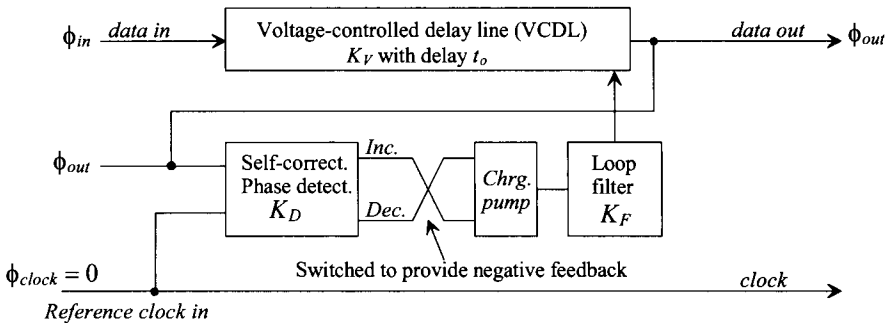 ϕin data in
Voltage-controlled delay line (VCDL)
KV with delay to
data out ϕout
ϕout
Self-correct.
Phase detect.
KD
Inc.
Dec.
Chrg.
pump
Loop
filter
KF
Switched to provide negative feedback
ϕclock = 0
clock
Reference clock in